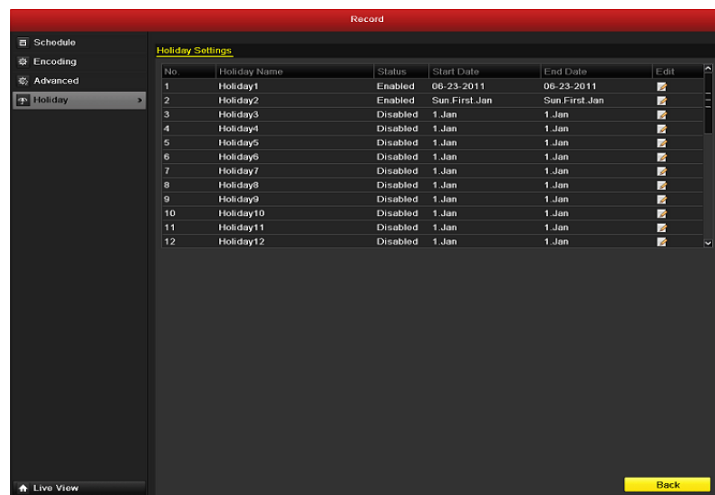 Record
Schedule
Encoding
Advanced
Holiday
Holiday Settings
No. Holiday Name Status Start Date End Date Edit
1 Holiday1 Enabled 06-23-2011 06-23-2011
2 Holiday2 Enabled Sun.First.Jan Sun.First.Jan
3 Holiday3 Disabled 1.Jan 1.Jan
4 Holiday4 Disabled 1.Jan 1.Jan
5 Holiday5 Disabled 1.Jan 1.Jan
6 Holiday6 Disabled 1.Jan 1.Jan
7 Holiday7 Disabled 1.Jan 1.Jan
8 Holiday8 Disabled 1.Jan 1.Jan
9 Holiday9 Disabled 1.Jan 1.Jan
10 Holiday10 Disabled 1.Jan 1.Jan
11 Holiday11 Disabled 1.Jan 1.Jan
12 Holiday12 Disabled 1.Jan 1.Jan
Live View
Back